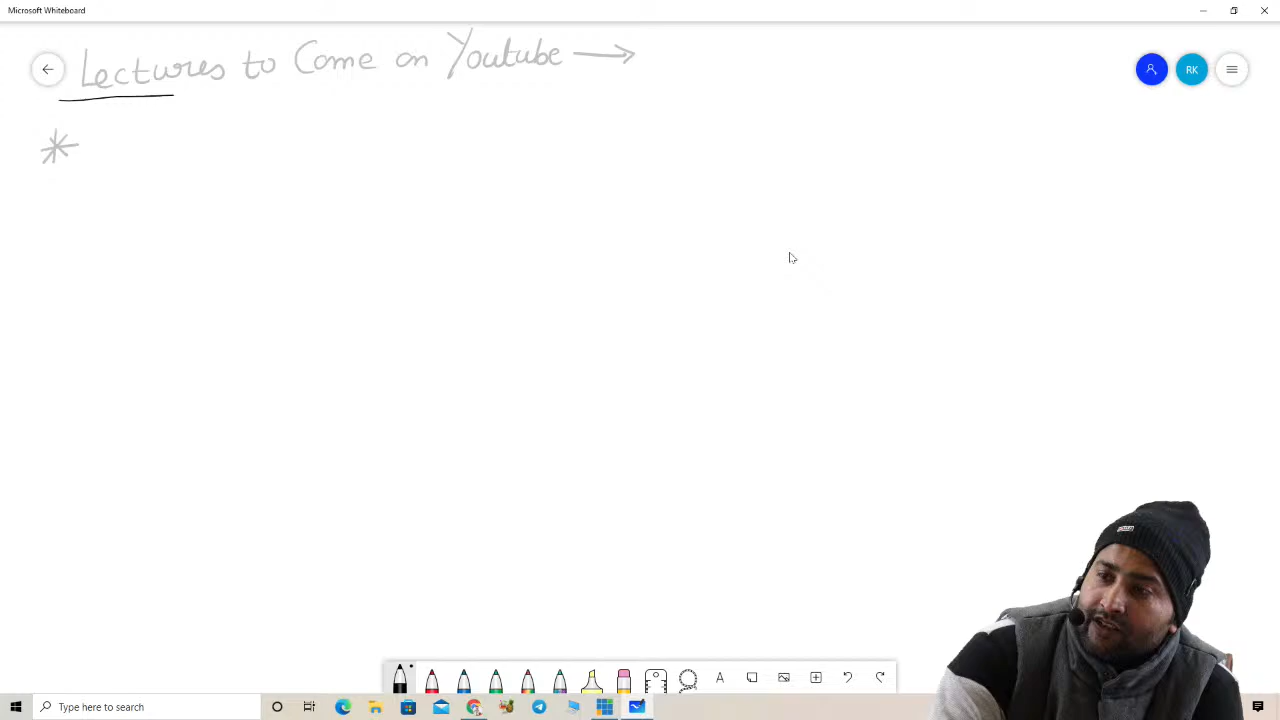 Microsoft Whiteboard
Lectures to Come on Youtube →
*
RK
A
Type here to search